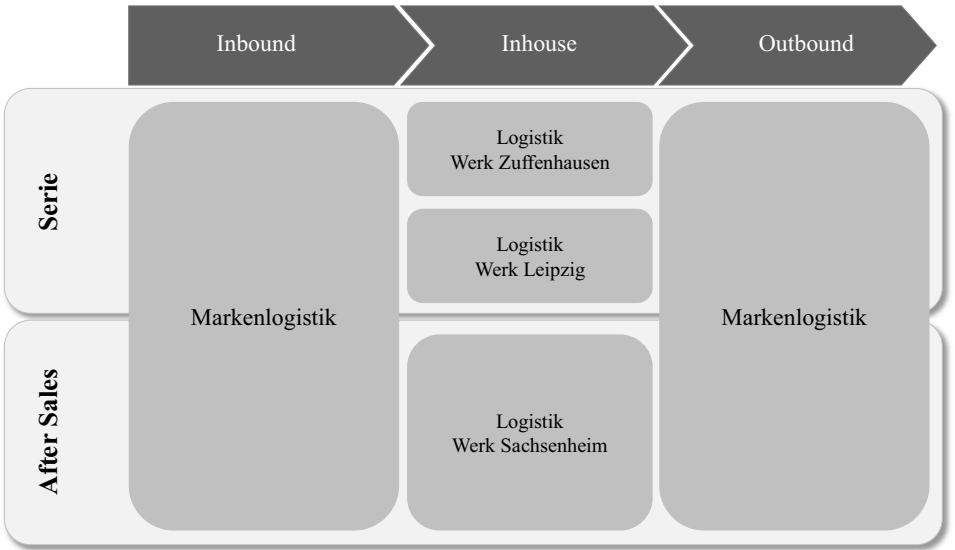 Inbound
Inhouse
Outbound
Serie
Markenlogistik
Logistik
Werk Zuffenhausen
Logistik
Werk Leipzig
Markenlogistik
After Sales
Logistik
Werk Sachsenheim